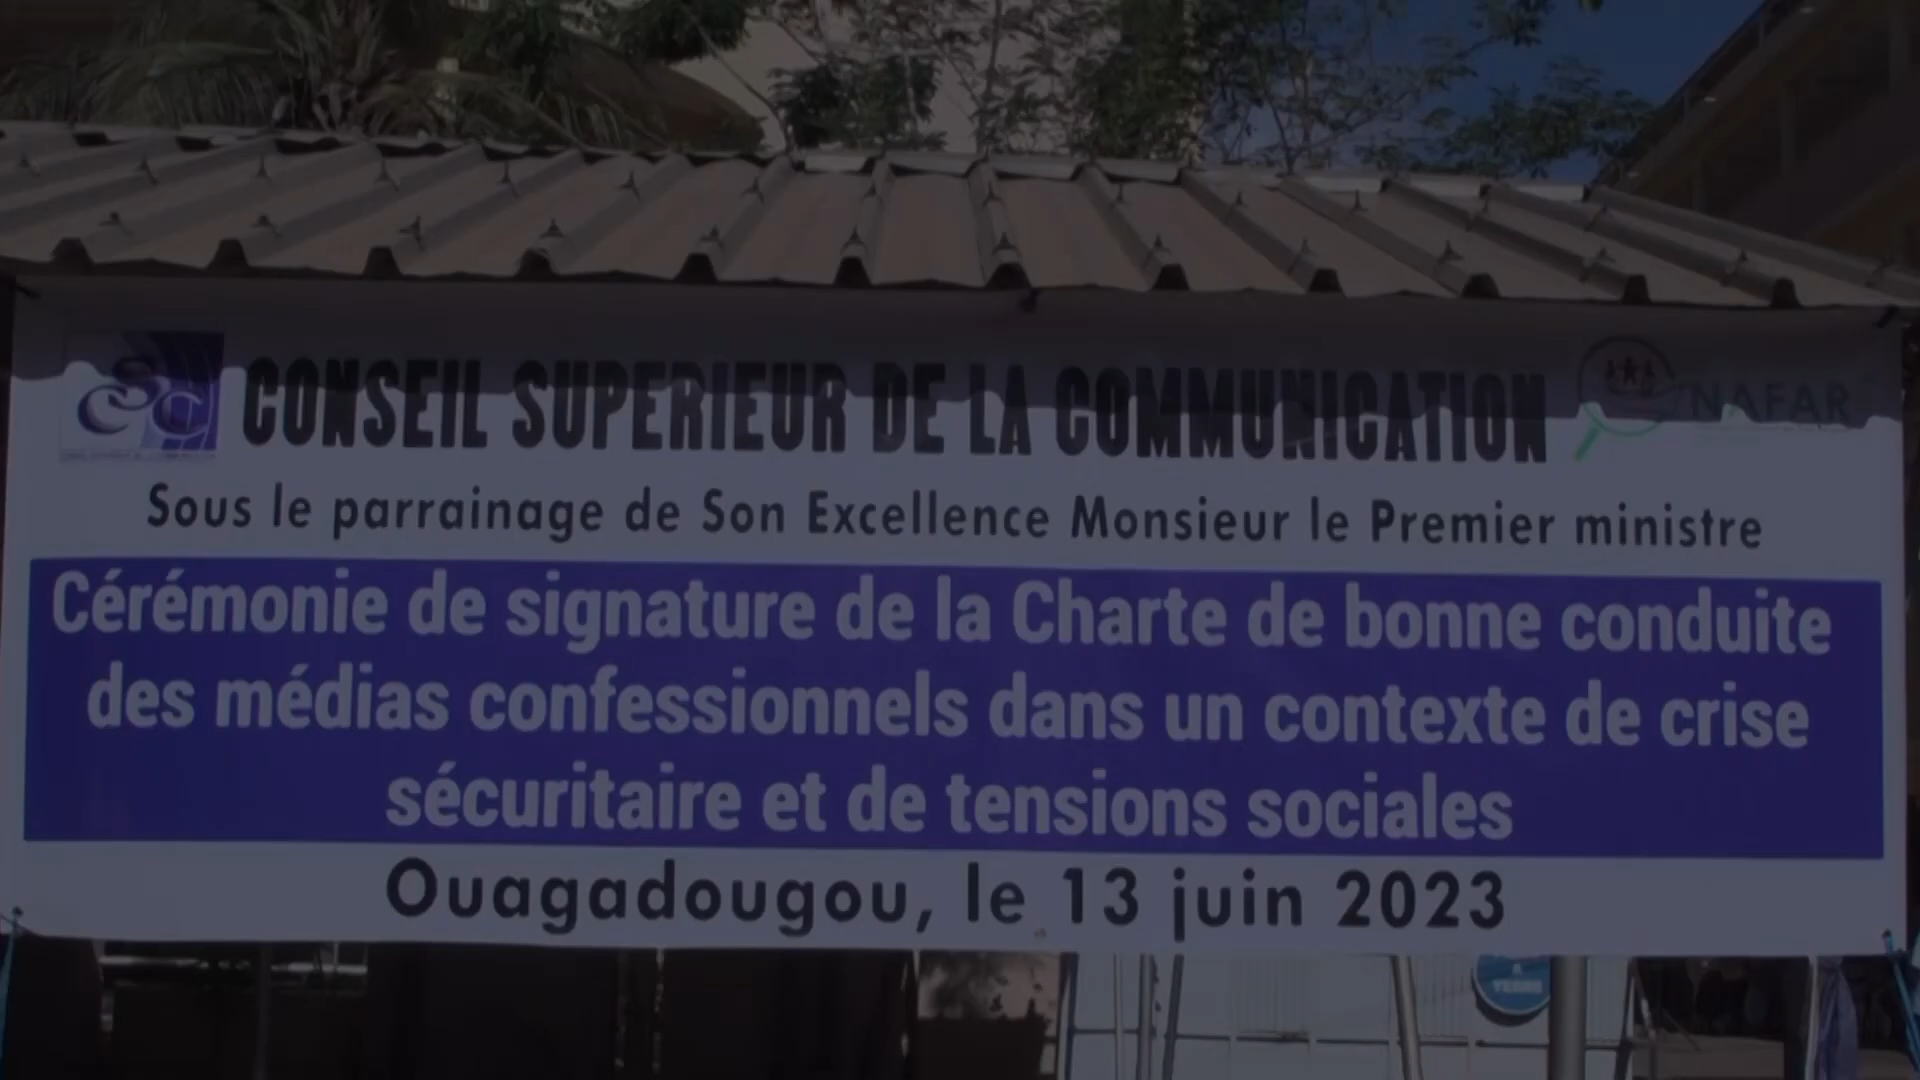 CSC CONSEIL SUPERIEUR DE LA COMMUNICATION NAFAR
Sous le parrainage de Son Excellence Monsieur le Premier ministre
Cérémonie de signature de la Charte de bonne conduite
des médias confessionnels dans un contexte de crise
sécuritaire et de tensions sociales
Ouagadougou, le 13 juin 2023
A
TERRE